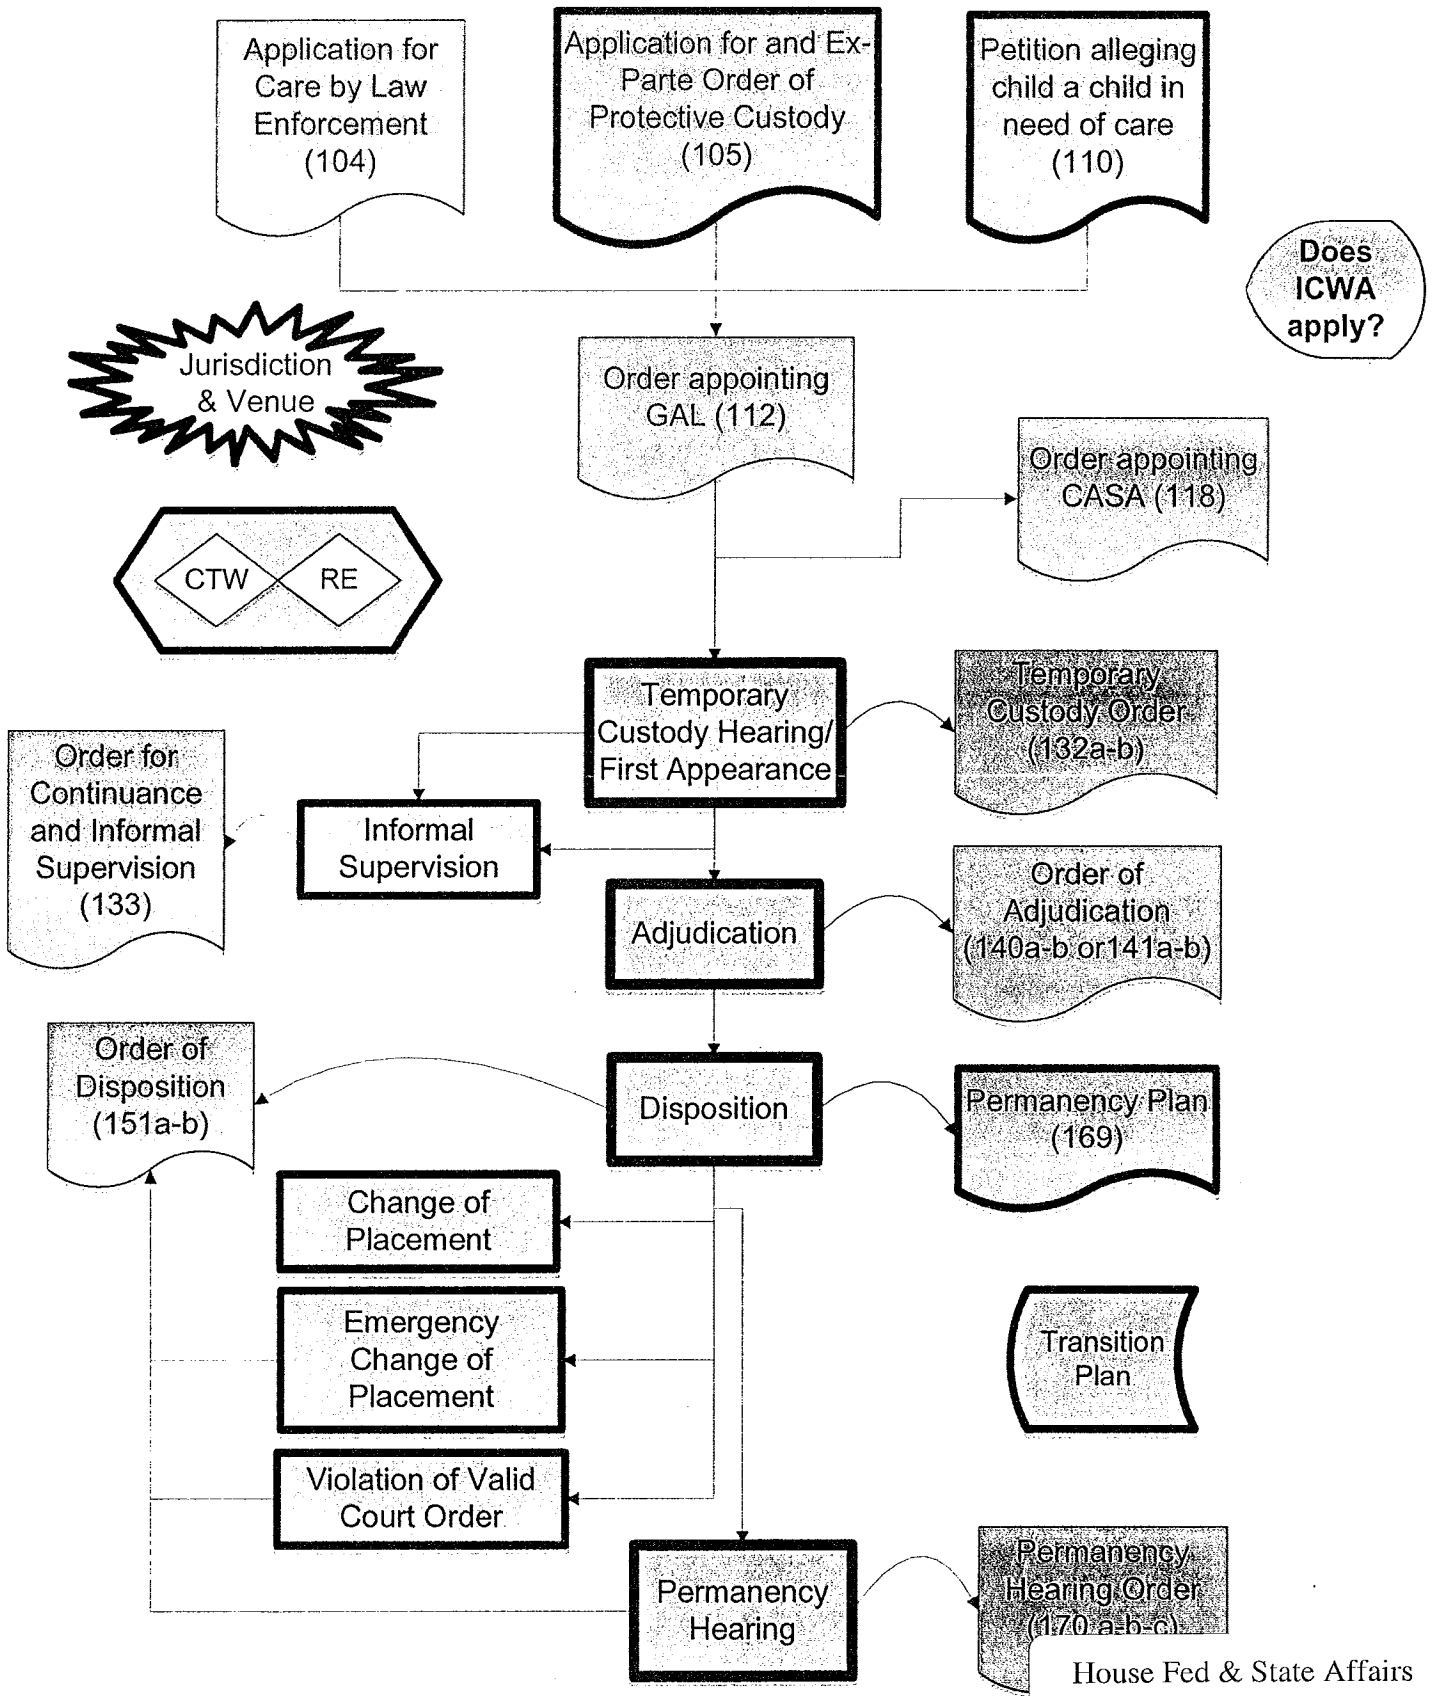 Application for
Care by Law
Enforcement
(104)
Application for and Ex-
Parte Order of
Protective Custody
(105)
Petition alleging
child a child in
need of care
(110)
Does
ICWA
apply?
Jurisdiction
& Venue
Order appointing
GAL (112)
Order appointing
CASA (118)
CTW
RE
Temporary
Custody Hearing/
First Appearance
Temporary
Custody Order
(132a-b)
Order for
Continuance
and Informal
Supervision
(133)
Informal
Supervision
Adjudication
Order of
Adjudication
(140a-b or141a-b)
Order of
Disposition
(151a-b)
Disposition
Permanency Plan
(169)
Change of
Placement
Emergency
Change of
Placement
Transition
Plan
Violation of Valid
Court Order
Permanency
Hearing
Permanency
Hearing Order
(170 a-b-c)
House Fed & State Affairs